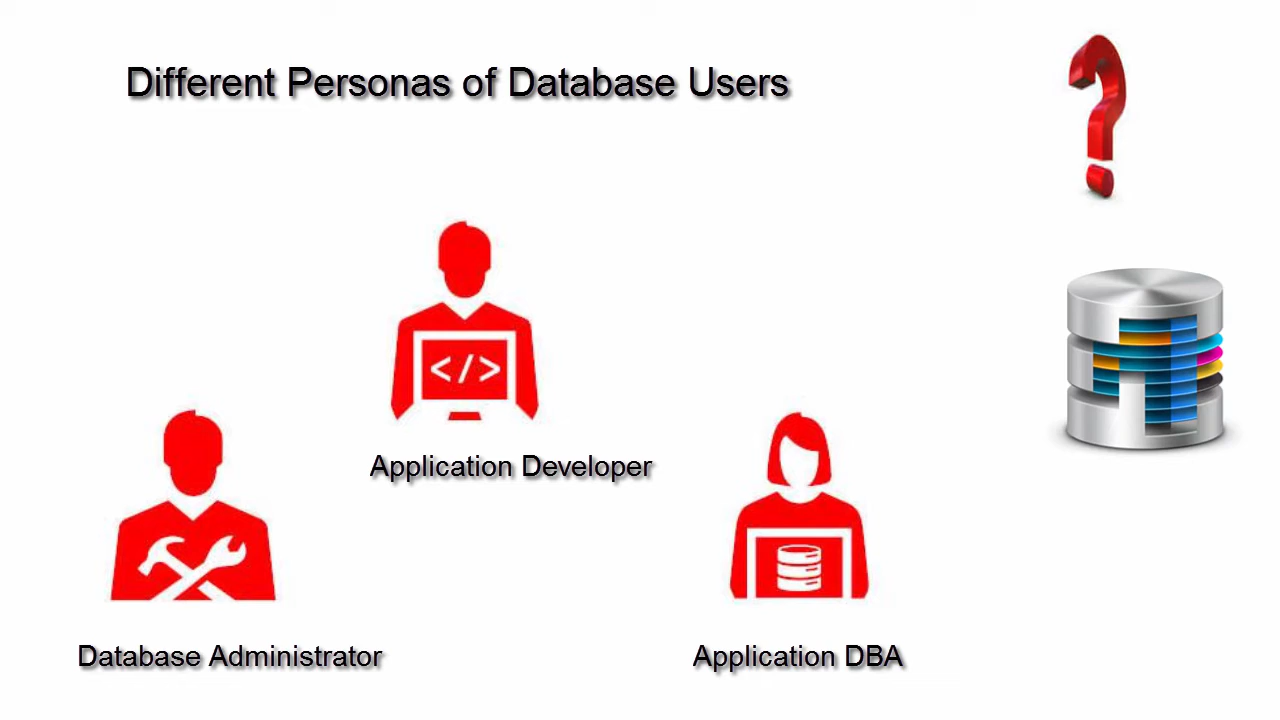 Different Personas of Database Users
</>
Application Developer
Database Administrator
Application DBA